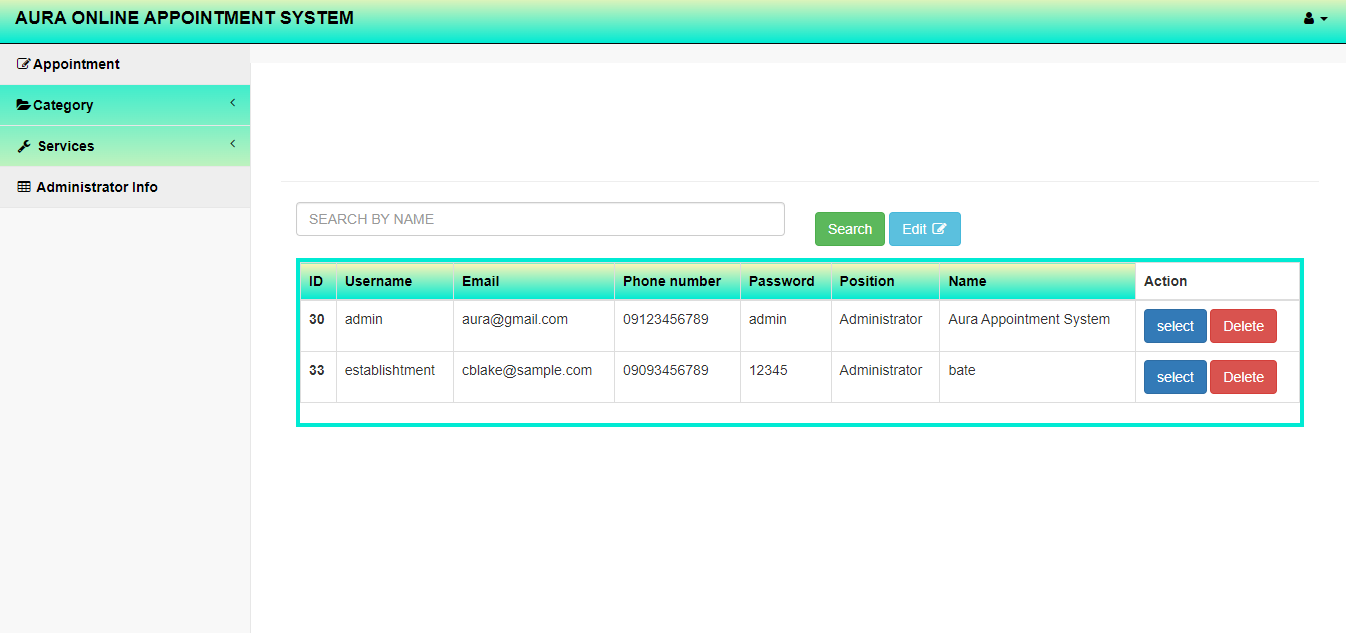 AURA ONLINE APPOINTMENT SYSTEM
Appointment
Category
Services
Administrator Info
SEARCH BY NAME
Search Edit
ID Username Email Phone number Password Position Name Action
30 admin aura@gmail.com 09123456789 admin Administrator Aura Appointment System select Delete
33 establishtment cblake@sample.com 09093456789 12345 Administrator bate select Delete